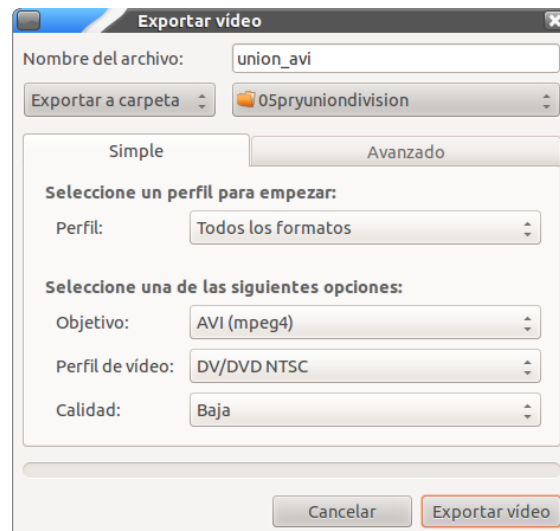 Exportar vídeo
Nombre del archivo: union_avi
Exportar a carpeta 05pryuniondivision
Simple Avanzado
Seleccione un perfil para empezar:
Perfil: Todos los formatos
Seleccione una de las siguientes opciones:
Objetivo: AVI (mpeg4)
Perfil de vídeo: DV/DVD NTSC
Calidad: Baja
Cancelar Exportar vídeo